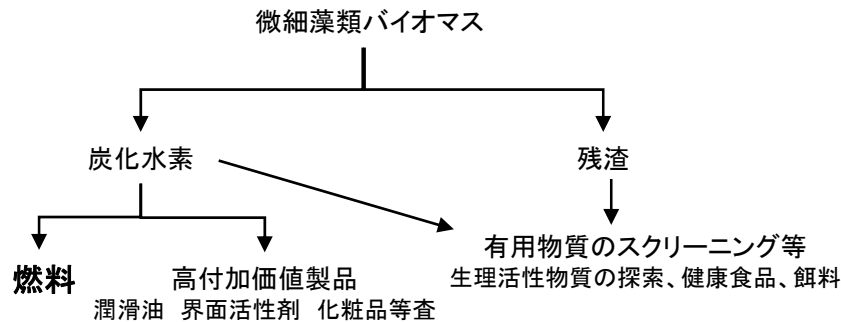 微細藻類バイオマス
炭化水素
残渣
燃料
高付加価値製品
潤滑油 界面活性剤 化粧品等査
有用物質のスクリーニング等
生理活性物質の探索、健康食品、餌料